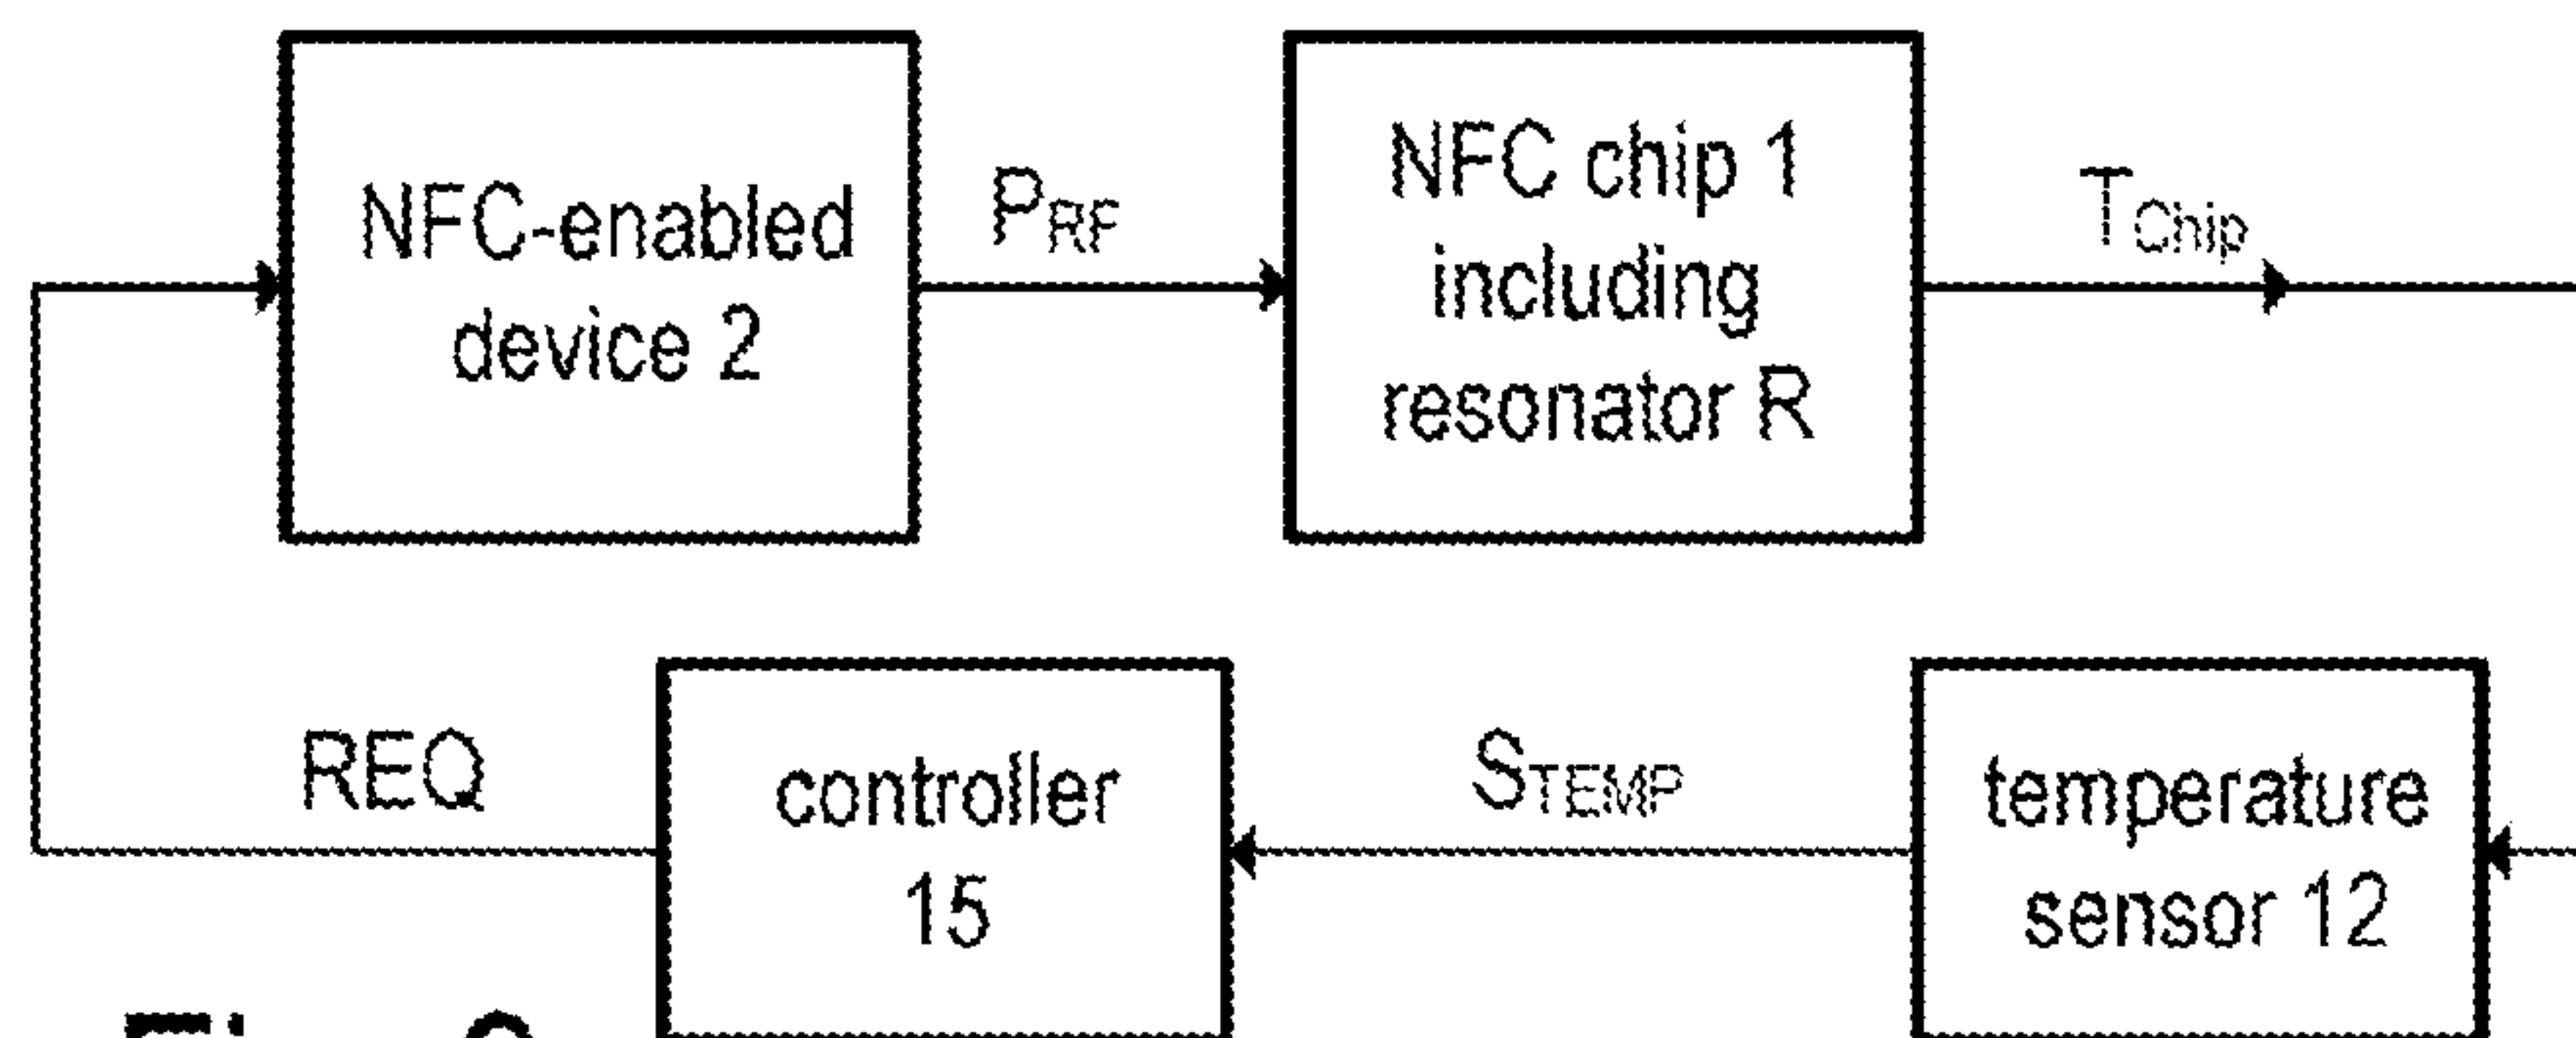 NFC-enabled
device 2
PRF
NFC chip 1
including
resonator R
TChip
REQ
controller
15
STEMP
temperature
sensor 12